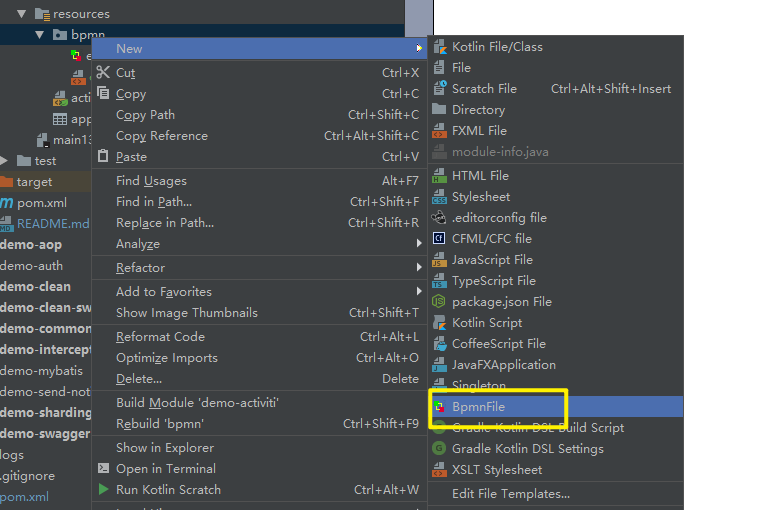 resources
bpmn
e
acti
app
main13
test
target
pom.xml
README.md
demo-aop
demo-auth
demo-clean
demo-clean-sw
demo-common
demo-intercept
demo-mybatis
demo-send-not
demo-sharding
demo-swagger
logs
.gitignore
pom.xml
New
Cut Ctrl+X
Copy Ctrl+C
Copy Path Ctrl+Shift+C
Copy Reference Ctrl+Alt+Shift+C
Paste Ctrl+V
Find Usages Alt+F7
Find in Path... Ctrl+Shift+F
Replace in Path... Ctrl+Shift+R
Analyze
Refactor
Add to Favorites
Show Image Thumbnails Ctrl+Shift+T
Reformat Code Ctrl+Alt+L
Optimize Imports Ctrl+Alt+O
Delete... Delete
Build Module 'demo-activiti'
Rebuild 'bpmn' Ctrl+Shift+F9
Show in Explorer
Open in Terminal
Run Kotlin Scratch Ctrl+Alt+W
Kotlin File/Class
File
Scratch File Ctrl+Alt+Shift+Insert
Directory
FXML File
module-info.java
HTML File
Stylesheet
.editorconfig file
CFML/CFC file
JavaScript File
TypeScript File
package.json File
Kotlin Script
CoffeeScript File
JavaFXApplication
Singleton
BpmnFile
Gradle Kotlin DSL Build Script
Gradle Kotlin DSL Settings
XSLT Stylesheet
Edit File Templates...